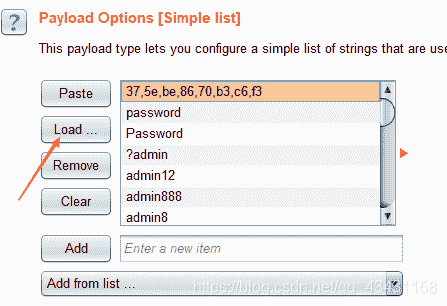 ?
Payload Options [Simple list]
This payload type lets you configure a simple list of strings that are use
Paste
Load ...
Remove
Clear
37,5e,be,86,70,b3,c6,f3
password
Password
?admin
admin12
admin888
admin8
Add
Enter a new item
Add from list ...
https://blog.csdn.net/qq_43431158